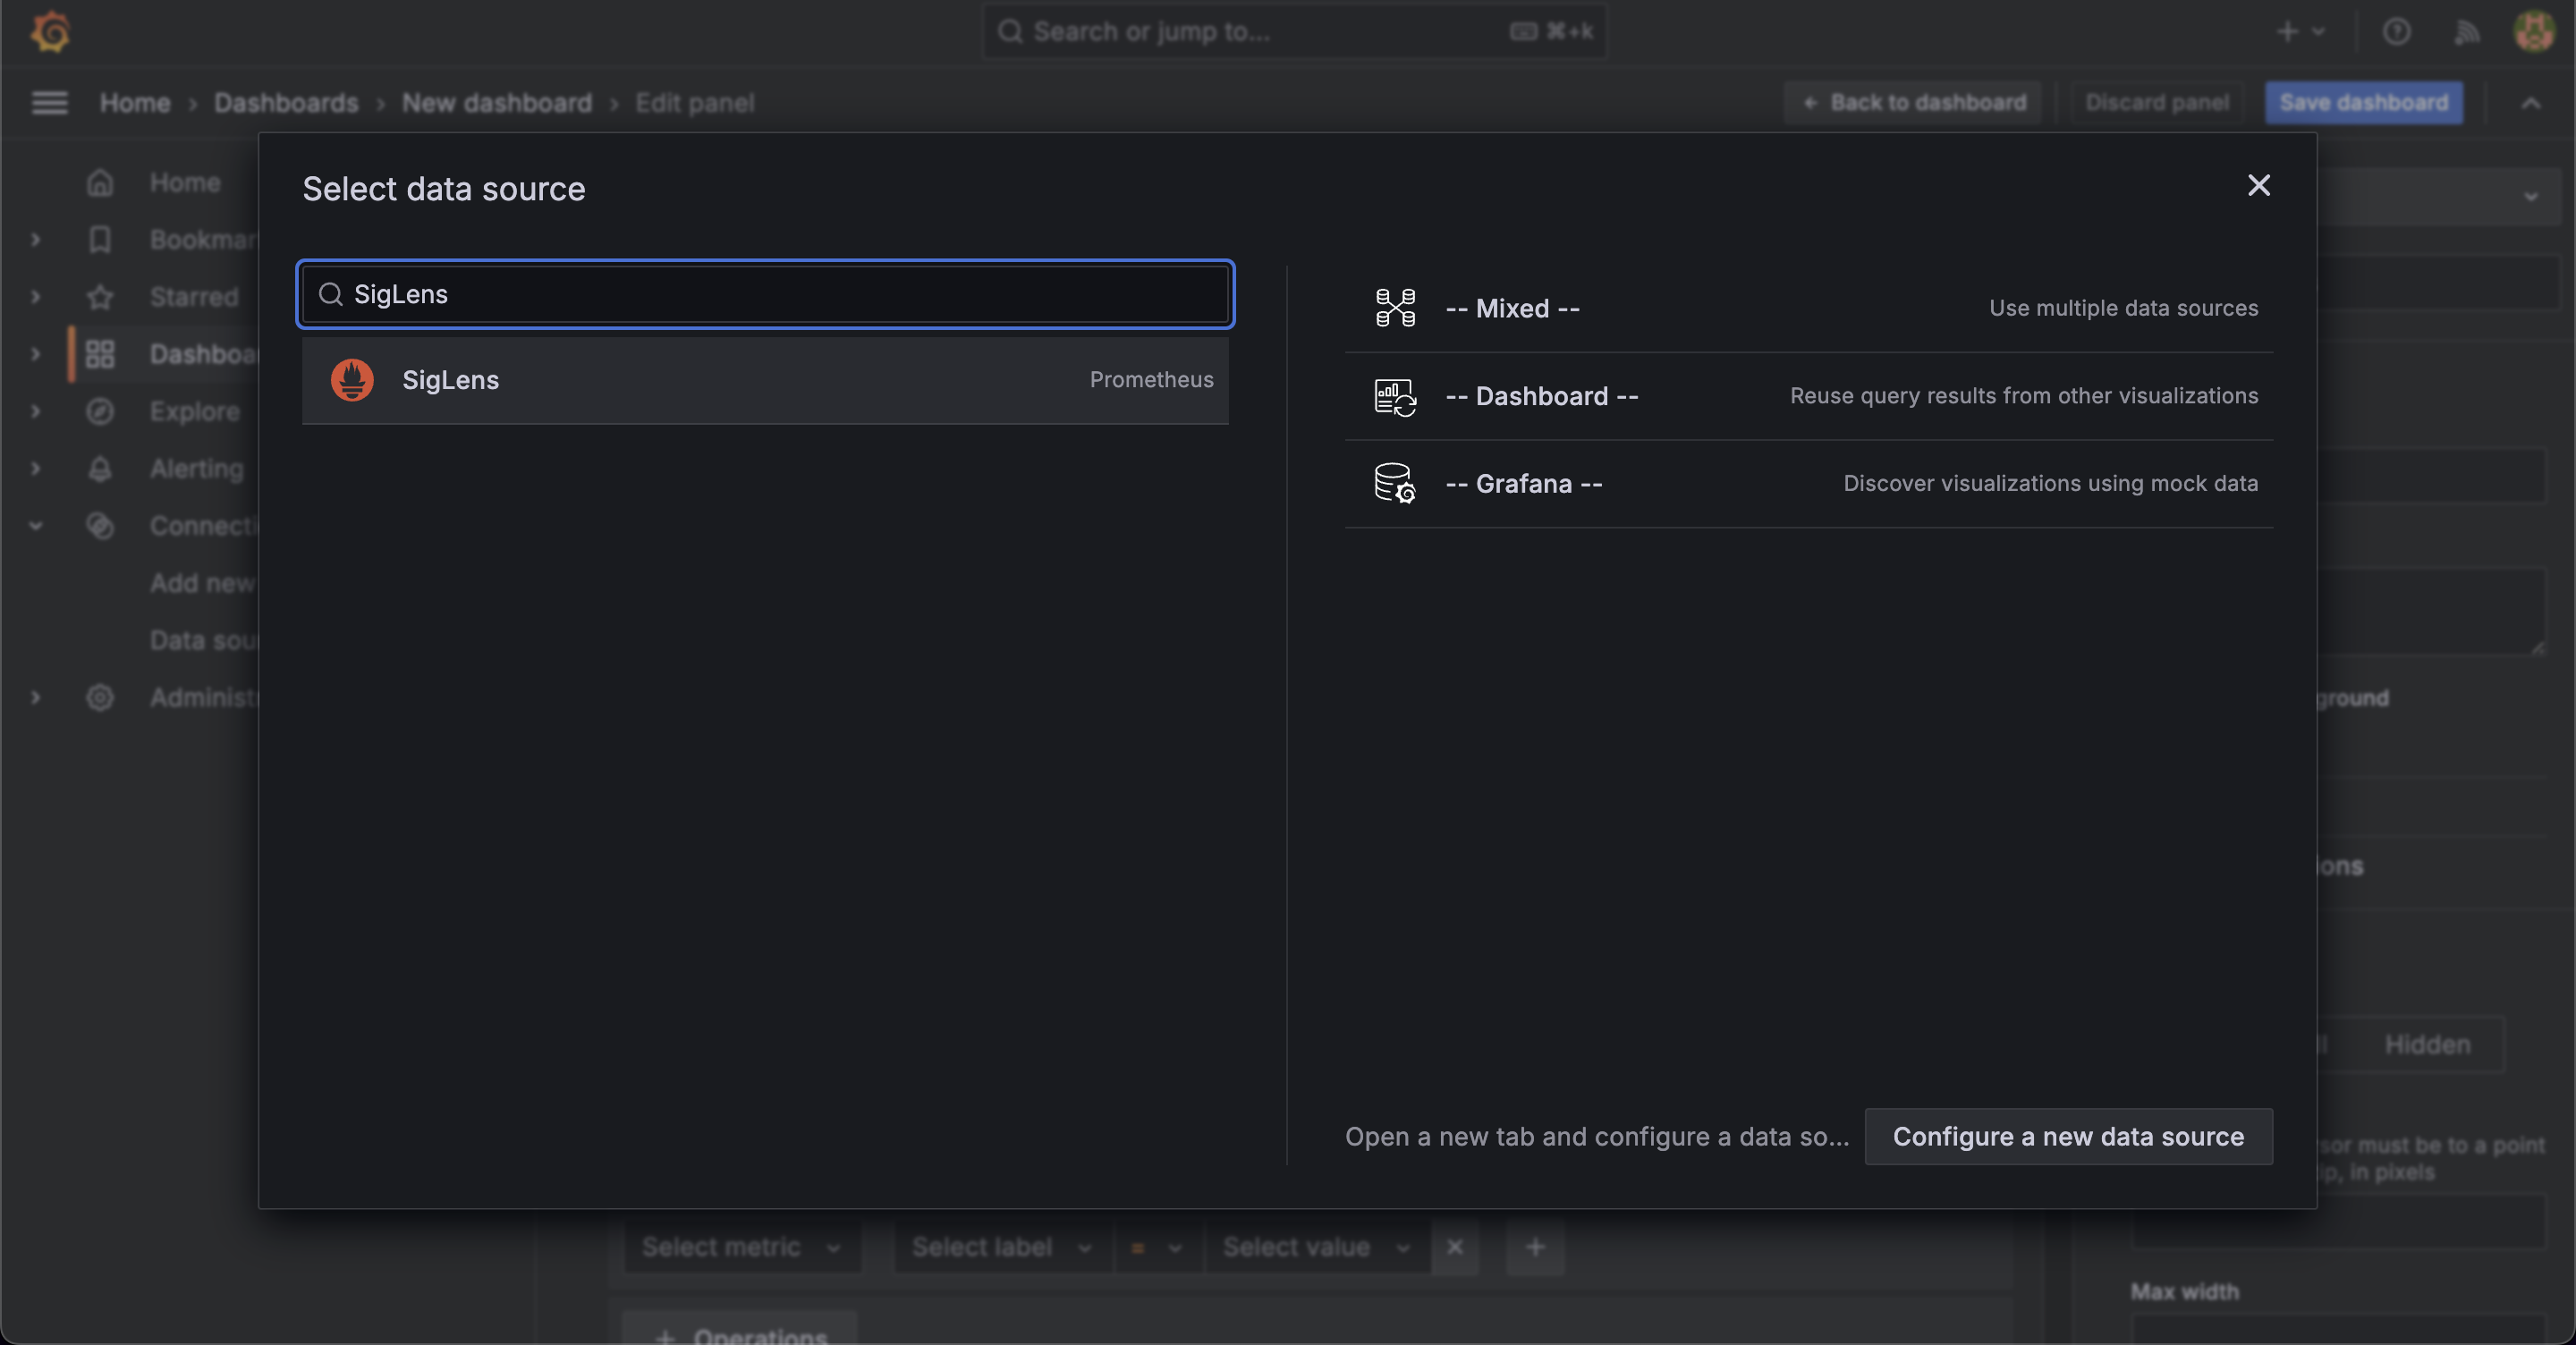 Search or jump to...
⌘+k
Home > Dashboards > New dashboard > Edit panel
Back to dashboard
Discard panel
Save dashboard
Select data source
SigLens
SigLens
Prometheus
-- Mixed --
Use multiple data sources
-- Dashboard --
Reuse query results from other visualizations
-- Grafana --
Discover visualizations using mock data
Open a new tab and configure a data so...
Configure a new data source
Home
Bookmar
Starred
Dashboa
Explore
Alerting
Connecti
Add new
Data sou
Administ
ground
ions
Hidden
sor must be to a point
ip, in pixels
Max width
Select metric
Select label
=
Select value
+ Operations